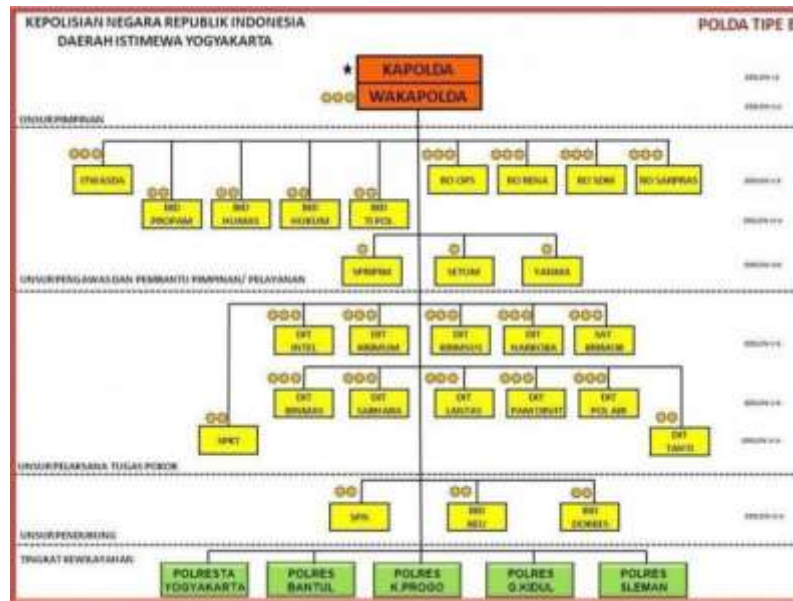 KEPOLISIAN NEGARA REPUBLIK INDONESIA
DAERAH ISTIMEWA YOGYAKARTA
POLDA TIPE B
KAPOLDA
WAKAPOLDA
UNSUR PIMPINAN
ITWASDA
BID
PROPAM
BID
HUMAS
BID
HUKUM
BID
TI POL
RO OPS
RO RENA
RO SDM
RO SARPRAS
SPRIPIM
SETUM
YANMA
UNSUR PENGAWAS DAN PEMBANTU PIMPINAN/ PELAYANAN
DIT
INTEL
DIT
KRIMUM
DIT
KRIMSUS
DIT
NARKOBA
SAT
BRIMOB
DIT
BINMAS
DIT
SABHARA
DIT
LANTAS
DIT
PAM OBVIT
DIT
POL AIR
SPKT
DIT
TAHTI
UNSUR PELAKSANA TUGAS POKOK
SPN
BID
KEU
BID
DOKKES
UNSUR PENDUKUNG
TINGKAT KEWILAYAHAN
POLRESTA
YOGYAKARTA
POLRES
BANTUL
POLRES
K.PROGO
POLRES
G.KIDUL
POLRES
SLEMAN